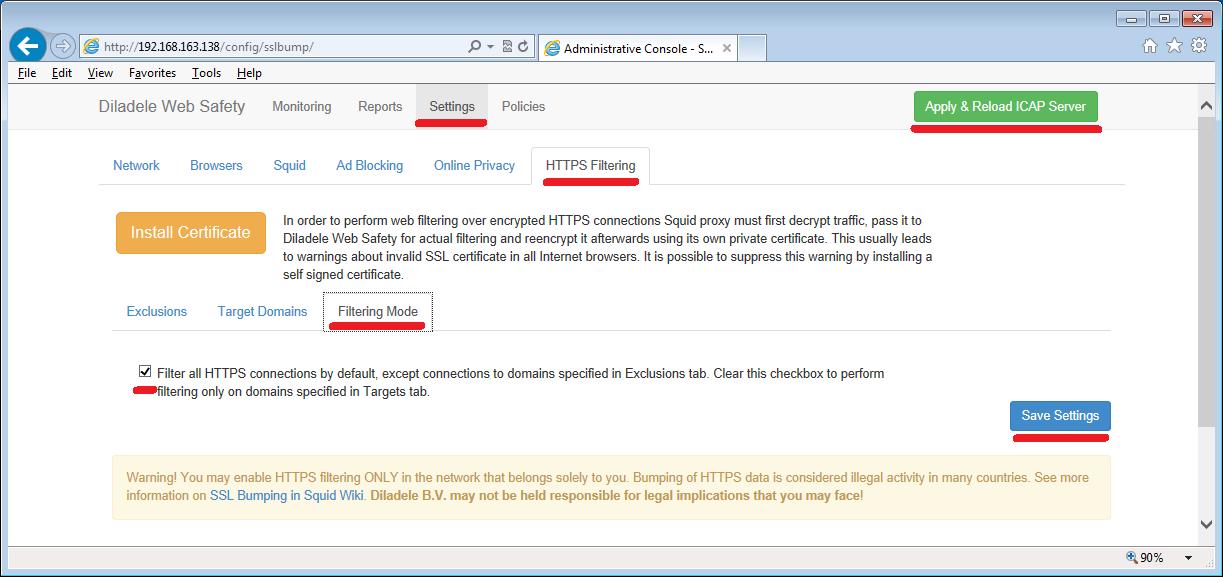 http://192.168.163.138/config/sslbump/
Administrative Console - S...
File Edit View Favorites Tools Help
Diladele Web Safety Monitoring Reports Settings Policies Apply & Reload ICAP Server
Network Browsers Squid Ad Blocking Online Privacy HTTPS Filtering
Install Certificate
In order to perform web filtering over encrypted HTTPS connections Squid proxy must first decrypt traffic, pass it to
Diladele Web Safety for actual filtering and reencrypt it afterwards using its own private certificate. This usually leads
to warnings about invalid SSL certificate in all Internet browsers. It is possible to suppress this warning by installing a
self signed certificate.
Exclusions Target Domains Filtering Mode
Filter all HTTPS connections by default, except connections to domains specified in Exclusions tab. Clear this checkbox to perform
filtering only on domains specified in Targets tab.
Save Settings
Warning! You may enable HTTPS filtering ONLY in the network that belongs solely to you. Bumping of HTTPS data is considered illegal activity in many countries. See more
information on SSL Bumping in Squid Wiki. Diladele B.V. may not be held responsible for legal implications that you may face!
90%